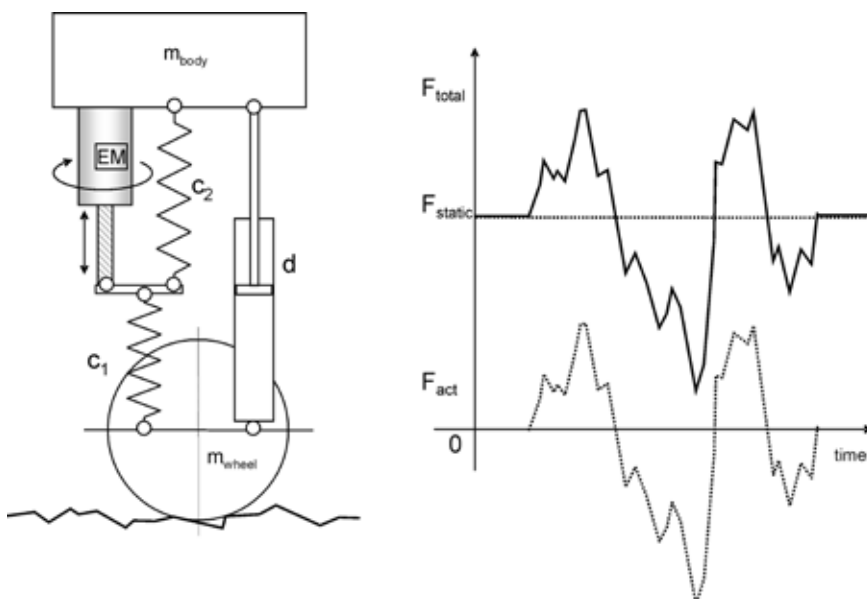 m_body
EM
c_2
d
c_1
m_wheel
F_total
F_static
F_act
0
time